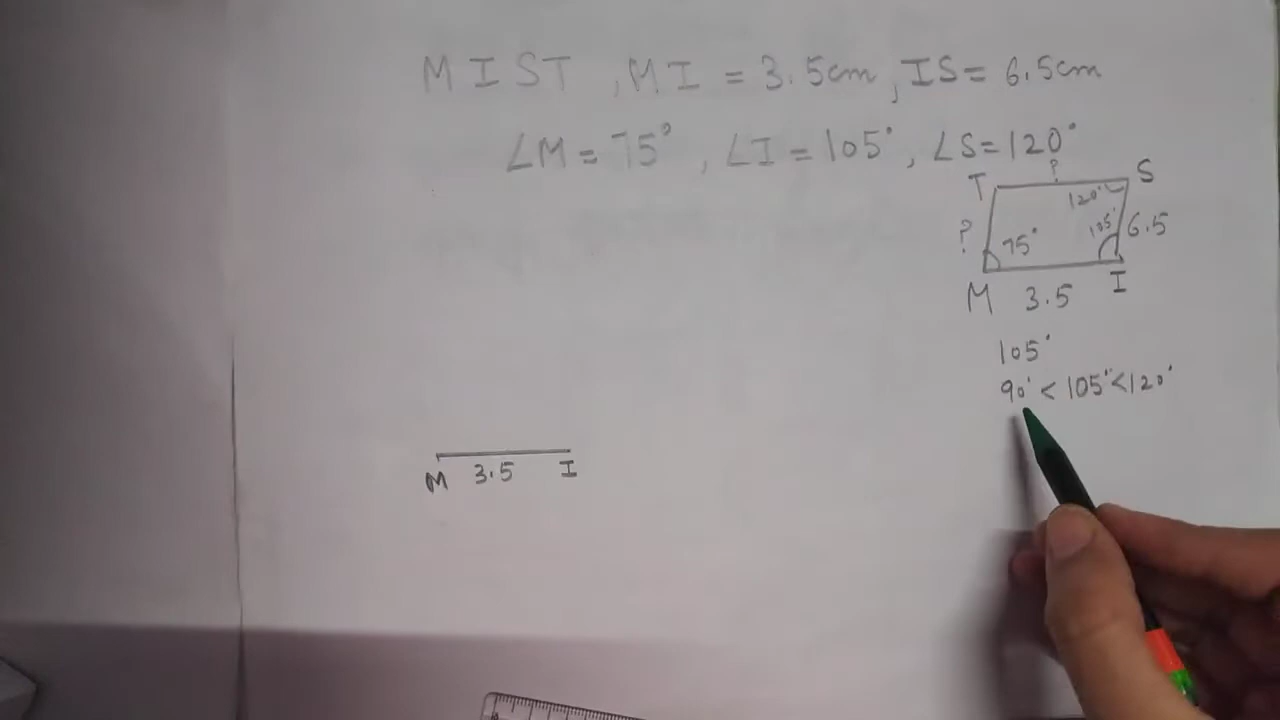 MIST , MI = 3.5cm , IS = 6.5cm
∠M = 75° , ∠I = 105° , ∠S = 120°
T ? S
120°
? 75° 105° 6.5
M 3.5 I
105°
90° < 105° < 120°
M 3.5 I